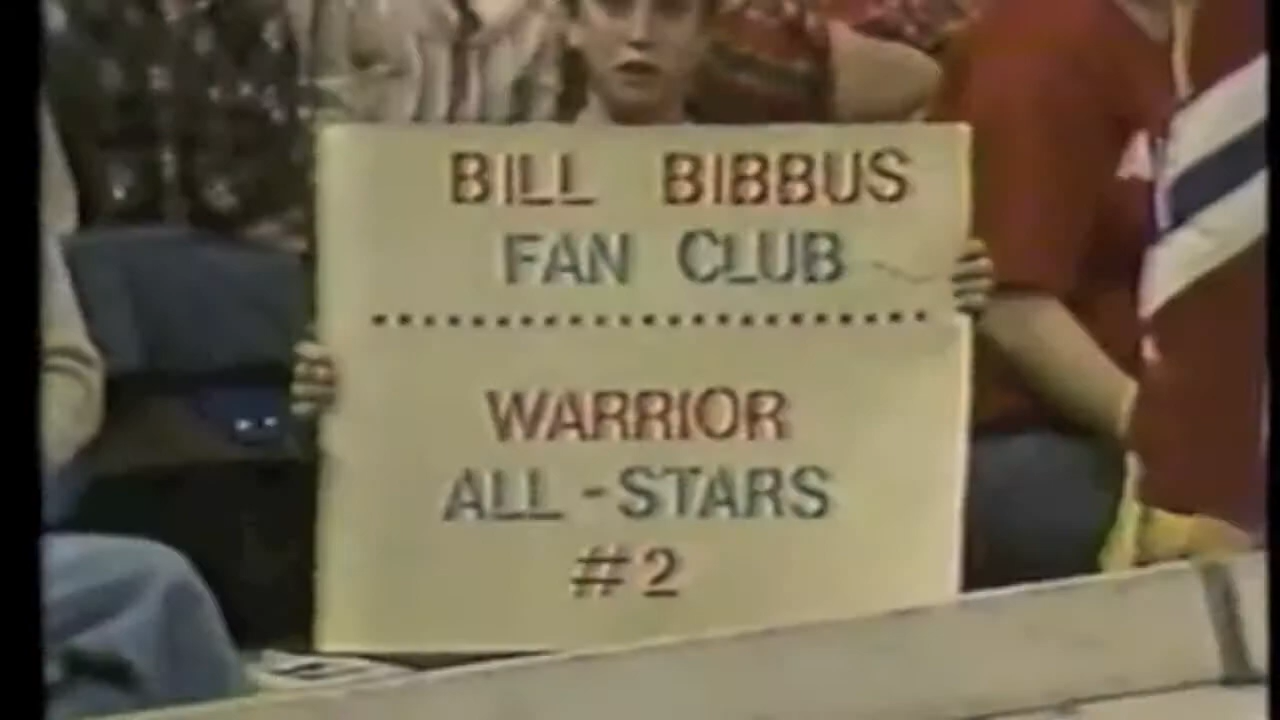 BILL BIBBUS
FAN CLUB
WARRIOR
ALL-STARS
#2